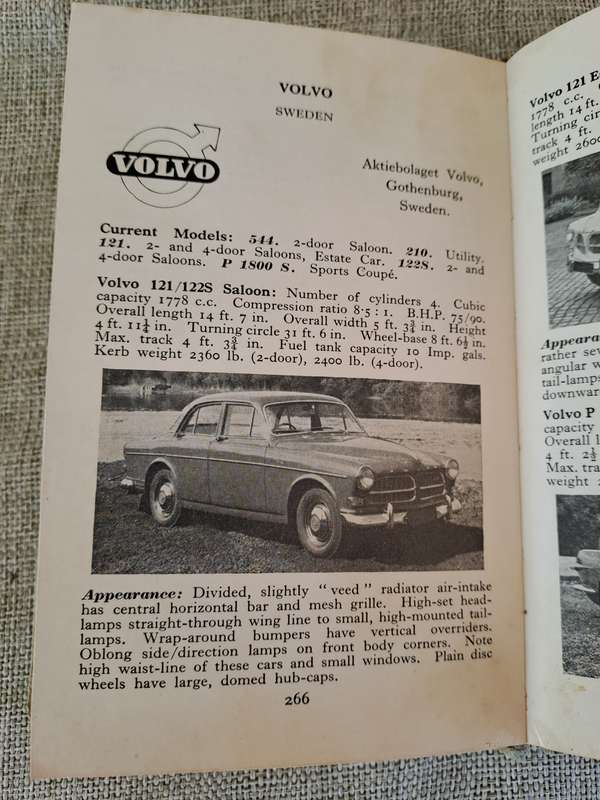 VOLVO
SWEDEN
VOLVO
Aktiebolaget Volvo,
Gothenburg,
Sweden.
Current Models: 544. 2-door Saloon. 210. Utility.
121. 2- and 4-door Saloons, Estate Car. 122S. 2- and
4-door Saloons. P 1800 S. Sports Coupé.
Volvo 121/122S Saloon: Number of cylinders 4. Cubic
capacity 1778 c.c. Compression ratio 8·5 : 1. B.H.P. 75/90.
Overall length 14 ft. 7 in. Overall width 5 ft. 3¾ in. Height
4 ft. 11¼ in. Turning circle 31 ft. 6 in. Wheel-base 8 ft. 6½ in.
Max. track 4 ft. 3¾ in. Fuel tank capacity 10 Imp. gals.
Kerb weight 2360 lb. (2-door), 2400 lb. (4-door).
Appearance: Divided, slightly "veed" radiator air-intake
has central horizontal bar and mesh grille. High-set head-
lamps straight-through wing line to small, high-mounted tail-
lamps. Wrap-around bumpers have vertical overriders.
Oblong side/direction lamps on front body corners. Note
high waist-line of these cars and small windows. Plain disc
wheels have large, domed hub-caps.
266
Volvo 121 E
1778 c.c.
length 14 ft.
Turning circ
track 4 ft.
weight 2600
Appeara
rather sev
angular w
tail-lamps
downwar
Volvo P
capacity
Overall l
4 ft. 2½
Max. track
weight 2